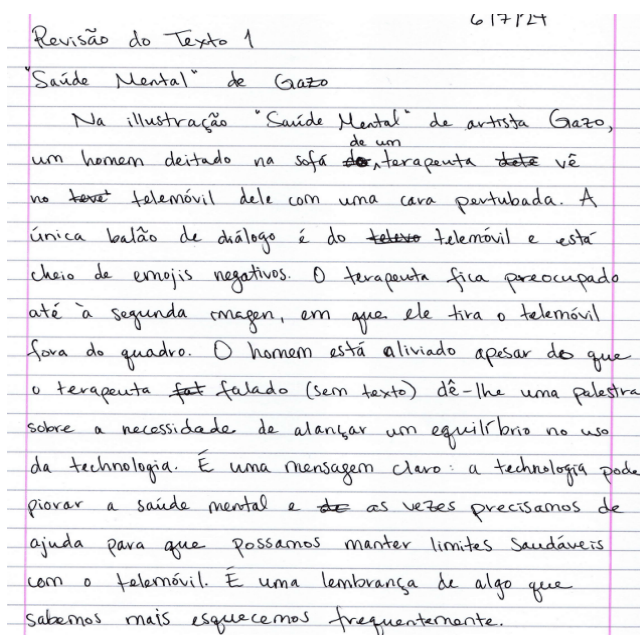 6/7/24
Revisão do Texto 1
"Saúde Mental" de Gazo
Na illustração "Saúde Mental" de artista Gazo,
um homem deitado na sofá de um terapeuta vê
no telemóvil dele com uma cara pertubada. A
única balão de diálogo é do telemóvil e está
cheio de emojis negativos. O terapeuta fica preocupado
até à segunda imagen, em que ele tira o telemóvil
fora do quadro. O homem está aliviado apesar do que
o terapeuta falado (sem texto) dê-lhe uma palestra
sobre a necessidade de alançar um equilíbrio no uso
da technologia. É uma mensagem claro: a technologia pode
piorar a saúde mental e as vezes precisamos de
ajuda para que possamos manter limites saudáveis
com o telemóvil. É uma lembrança de algo que
sabemos mais esquecemos frequentemente.